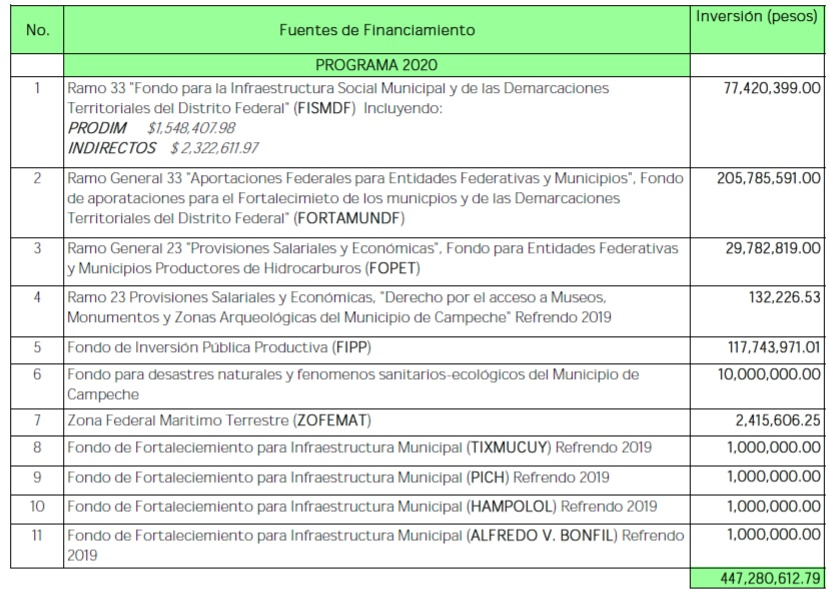 No.
Fuentes de Financiamiento
Inversión (pesos)
PROGRAMA 2020
1
Ramo 33 "Fondo para la Infraestructura Social Municipal y de las Demarcaciones
77,420,399.00
Territoriales del Distrito Federal" (FISMDF) Incluyendo:
PRODIM $1,548,407.98
INDIRECTOS $ 2,322,611.97
2
Ramo General 33 "Aportaciones Federales para Entidades Federativas y Municipios", Fondo
205,785,591.00
de aporataciones para el Fortalecimieto de los municpios y de las Demarcaciones
Territoriales del Distrito Federal" (FORTAMUNDF)
3
Ramo General 23 "Provisiones Salariales y Económicas", Fondo para Entidades Federativas
29,782,819.00
y Municipios Productores de Hidrocarburos (FOPET)
4
Ramo 23 Provisiones Salariales y Económicas, "Derecho por el acceso a Museos,
132,226.53
Monumentos y Zonas Arqueológicas del Municipio de Campeche" Refrendo 2019
5
Fondo de Inversión Pública Productiva (FIPP)
117,743,971.01
6
Fondo para desastres naturales y fenomenos sanitarios-ecológicos del Municipio de
10,000,000.00
Campeche
7
Zona Federal Maritimo Terrestre (ZOFEMAT)
2,415,606.25
8
Fondo de Fortaleciemiento para Infraestructura Municipal (TIXMUCUY) Refrendo 2019
1,000,000.00
9
Fondo de Fortaleciemiento para Infraestructura Municipal (PICH) Refrendo 2019
1,000,000.00
10
Fondo de Fortaleciemiento para Infraestructura Municipal (HAMPOLOL) Refrendo 2019
1,000,000.00
11
Fondo de Fortaleciemiento para Infraestructura Municipal (ALFREDO V. BONFIL) Refrendo
1,000,000.00
2019
447,280,612.79